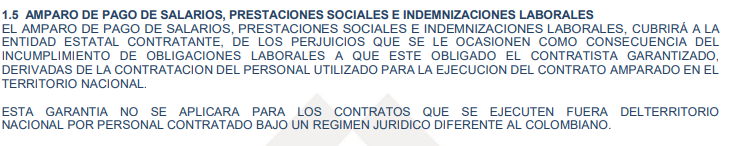 1.5 AMPARO DE PAGO DE SALARIOS, PRESTACIONES SOCIALES E INDEMNIZACIONES LABORALES
EL AMPARO DE PAGO DE SALARIOS, PRESTACIONES SOCIALES E INDEMNIZACIONES LABORALES, CUBRIRÁ A LA
ENTIDAD ESTATAL CONTRATANTE, DE LOS PERJUICIOS QUE SE LE OCASIONEN COMO CONSECUENCIA DEL
INCUMPLIMIENTO DE OBLIGACIONES LABORALES A QUE ESTE OBLIGADO EL CONTRATISTA GARANTIZADO,
DERIVADAS DE LA CONTRATACION DEL PERSONAL UTILIZADO PARA LA EJECUCION DEL CONTRATO AMPARADO EN EL
TERRITORIO NACIONAL.
ESTA GARANTIA NO SE APLICARA PARA LOS CONTRATOS QUE SE EJECUTEN FUERA DELTERRITORIO
NACIONAL POR PERSONAL CONTRATADO BAJO UN REGIMEN JURIDICO DIFERENTE AL COLOMBIANO.